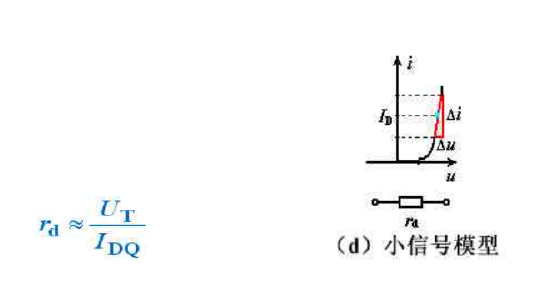 i
I_D
Δi
Δu
u
r_d
r_d ≈ U_T / I_DQ
(d) 小信号模型